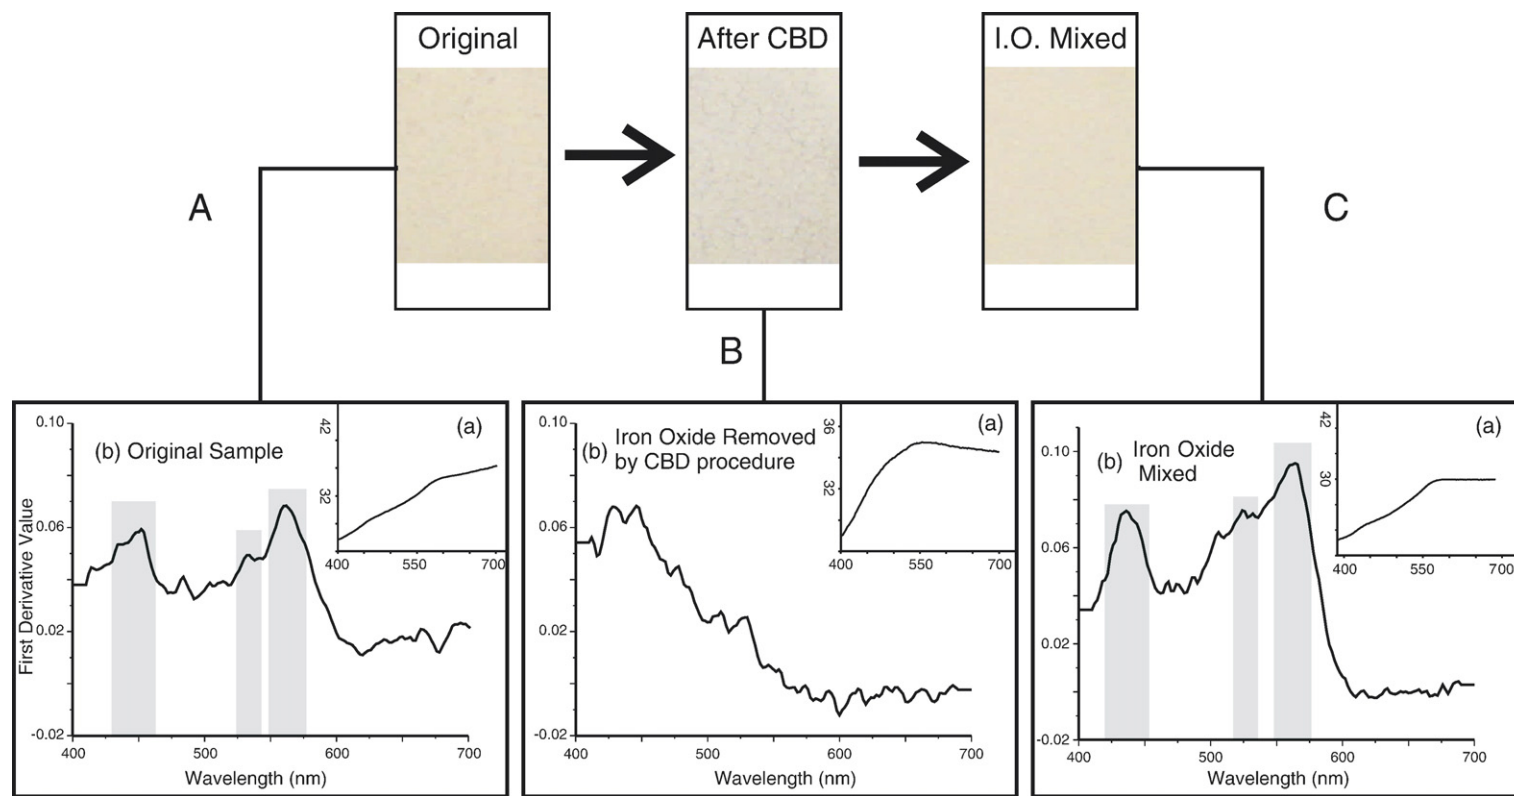 Original
After CBD
I.O. Mixed
A
B
C
(b) Original Sample
(a)
First Derivative Value
0.10
0.06
0.02
-0.02
400
500
600
700
Wavelength (nm)
42
32
400
550
700
(b) Iron Oxide Removed
by CBD procedure
(a)
0.10
0.06
0.02
-0.02
400
500
600
700
Wavelength (nm)
36
32
400
550
700
(b) Iron Oxide
Mixed
(a)
0.10
0.06
0.02
-0.02
400
500
600
700
Wavelength (nm)
42
30
400
550
700